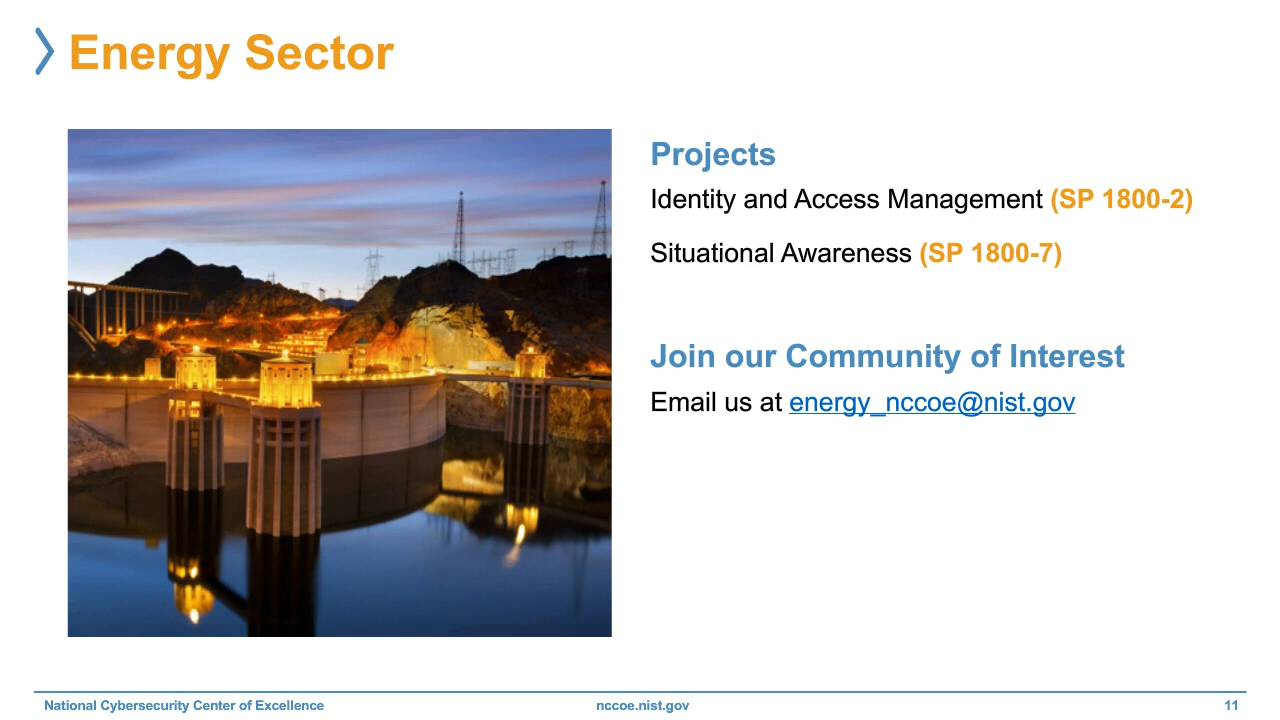 Energy Sector
Projects
Identity and Access Management (SP 1800-2)
Situational Awareness (SP 1800-7)
Join our Community of Interest
Email us at energy_nccoe@nist.gov
National Cybersecurity Center of Excellence
nccoe.nist.gov
11